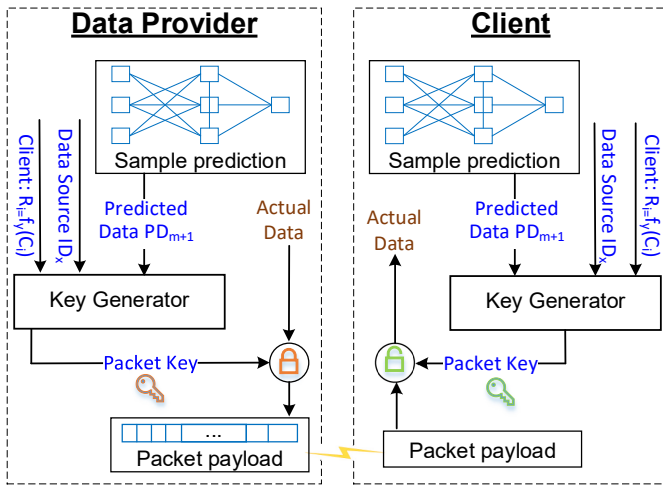 Data Provider
Sample prediction
Client: Ri=fy(Ci)
Data Source IDx
Predicted
Data PDm+1
Actual
Data
Key Generator
Packet Key
...
Packet payload
Client
Sample prediction
Actual
Data
Predicted
Data PDm+1
Data Source IDx
Client: Ri=fy(Ci)
Key Generator
Packet Key
Packet payload